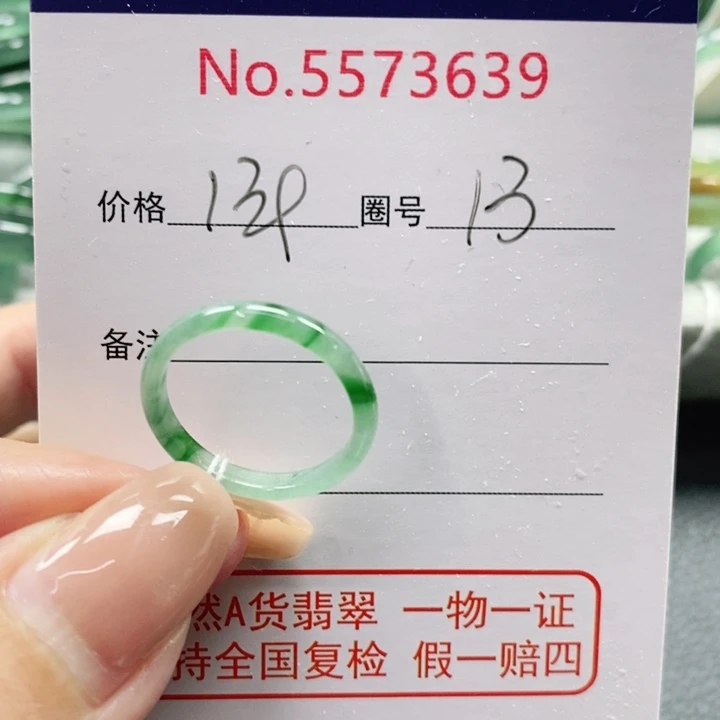 No.5573639
价格 圈号 13
备注
然A货翡翠 一物一证
持全国复检 假一赔四